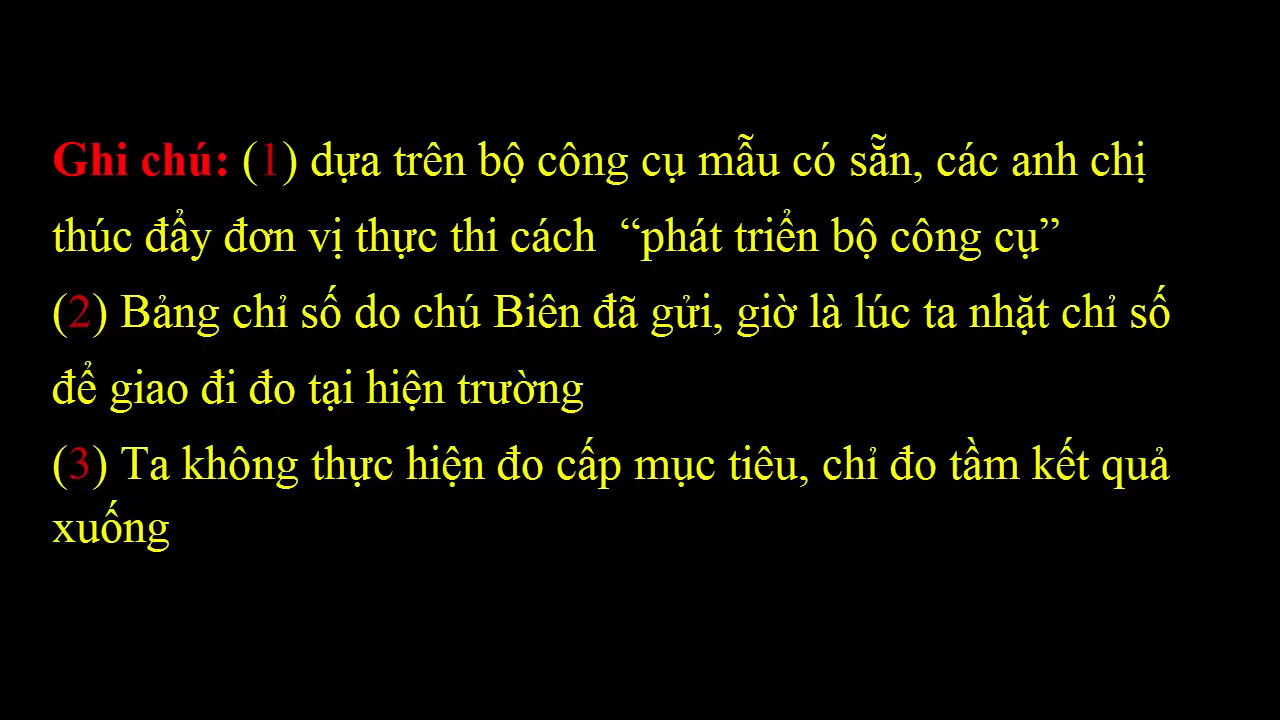 Ghi chú: (1) dựa trên bộ công cụ mẫu có sẵn, các anh chị
thúc đẩy đơn vị thực thi cách “phát triển bộ công cụ”
(2) Bảng chỉ số do chú Biên đã gửi, giờ là lúc ta nhặt chỉ số
để giao đi đo tại hiện trường
(3) Ta không thực hiện đo cấp mục tiêu, chỉ đo tầm kết quả
xuống